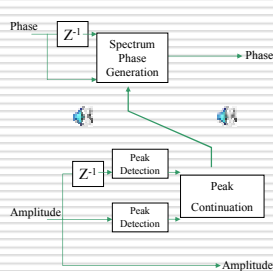 Phase
Z-1
Spectrum
Phase
Generation
Phase
Z-1
Peak
Detection
Peak
Continuation
Amplitude
Peak
Detection
Amplitude